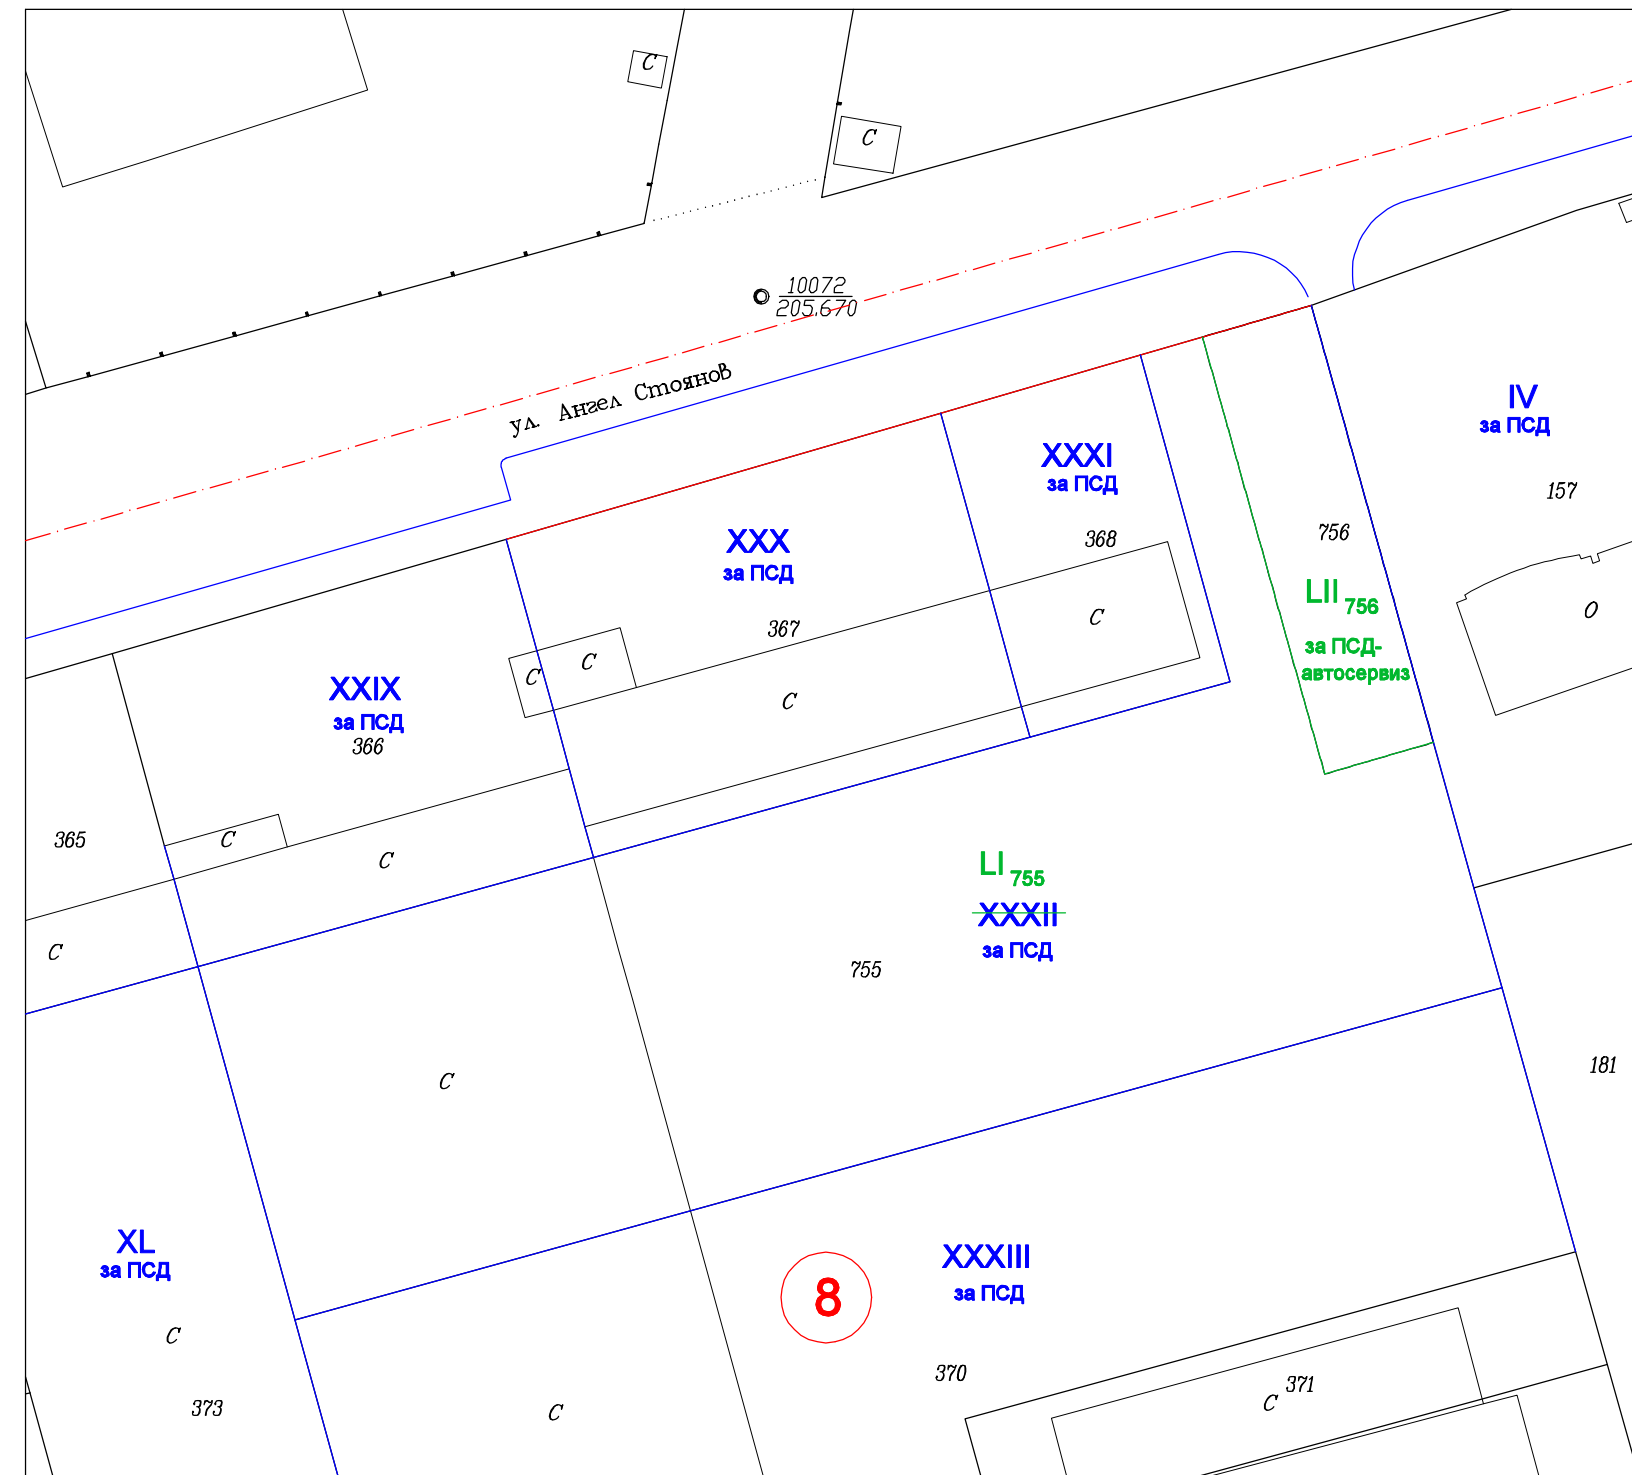 С
С
10072
205.670
ул. Ангел Стоянов
IV
за ПСД
157
XXXI
за ПСД
368
756
XXX
за ПСД
367
LII 756
за ПСД-
автосервиз
С
О
С
С
XXIX
за ПСД
366
С
365
С
С
LI 755
XXXII
за ПСД
С
755
181
С
XL
за ПСД
XXXIII
за ПСД
8
С
370
371
С
373
С